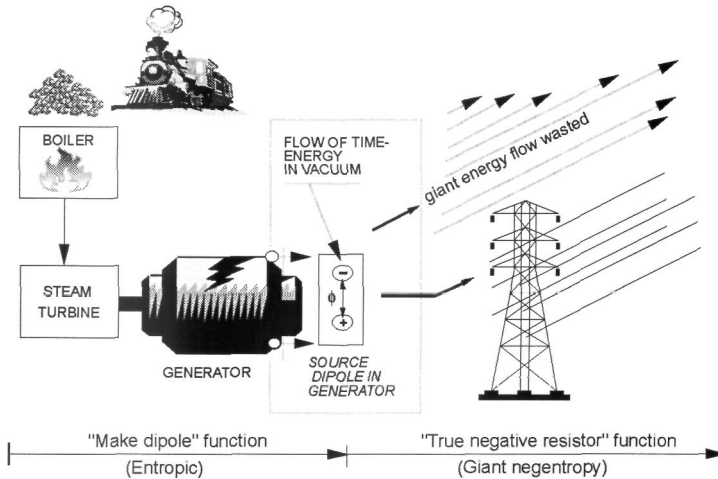 BOILER
STEAM
TURBINE
GENERATOR
FLOW OF TIME-
ENERGY
IN VACUUM
-
ϕ
+
SOURCE
DIPOLE IN
GENERATOR
giant energy flow wasted
"Make dipole" function
(Entropic)
"True negative resistor" function
(Giant negentropy)